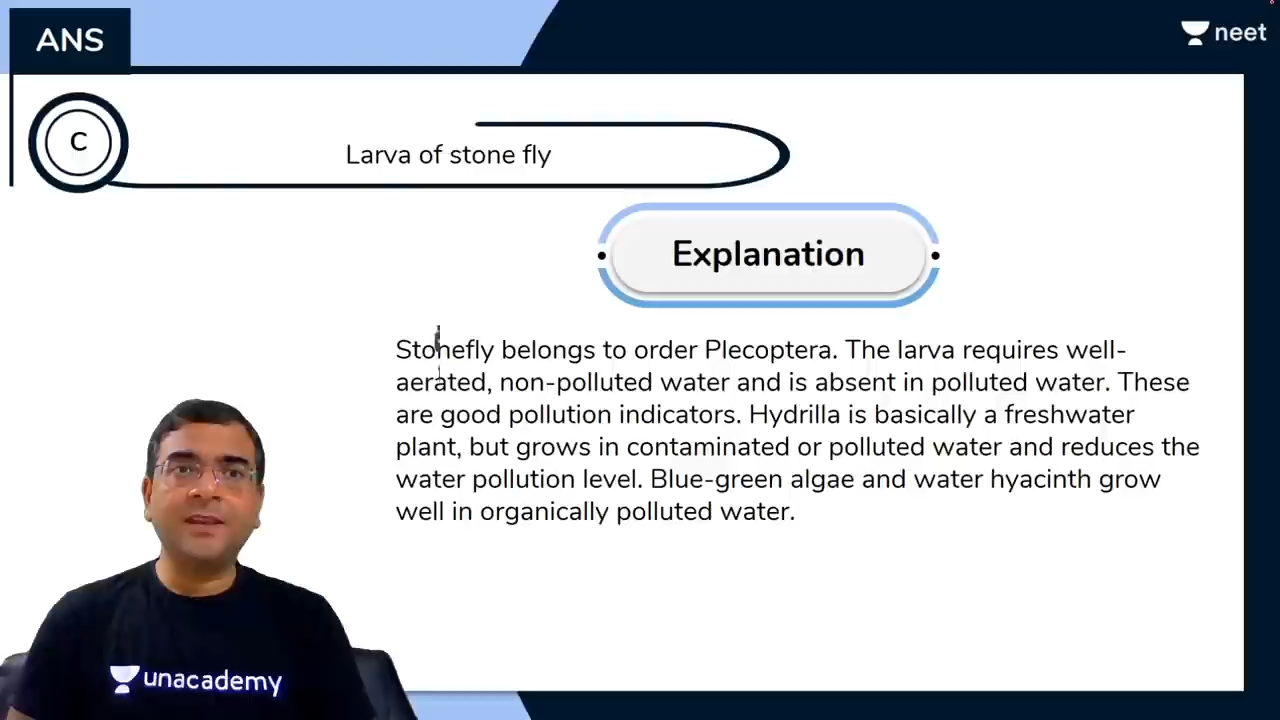 ANS
neet
C
Larva of stone fly
Explanation
Stonefly belongs to order Plecoptera. The larva requires well-
aerated, non-polluted water and is absent in polluted water. These
are good pollution indicators. Hydrilla is basically a freshwater
plant, but grows in contaminated or polluted water and reduces the
water pollution level. Blue-green algae and water hyacinth grow
well in organically polluted water.
unacademy